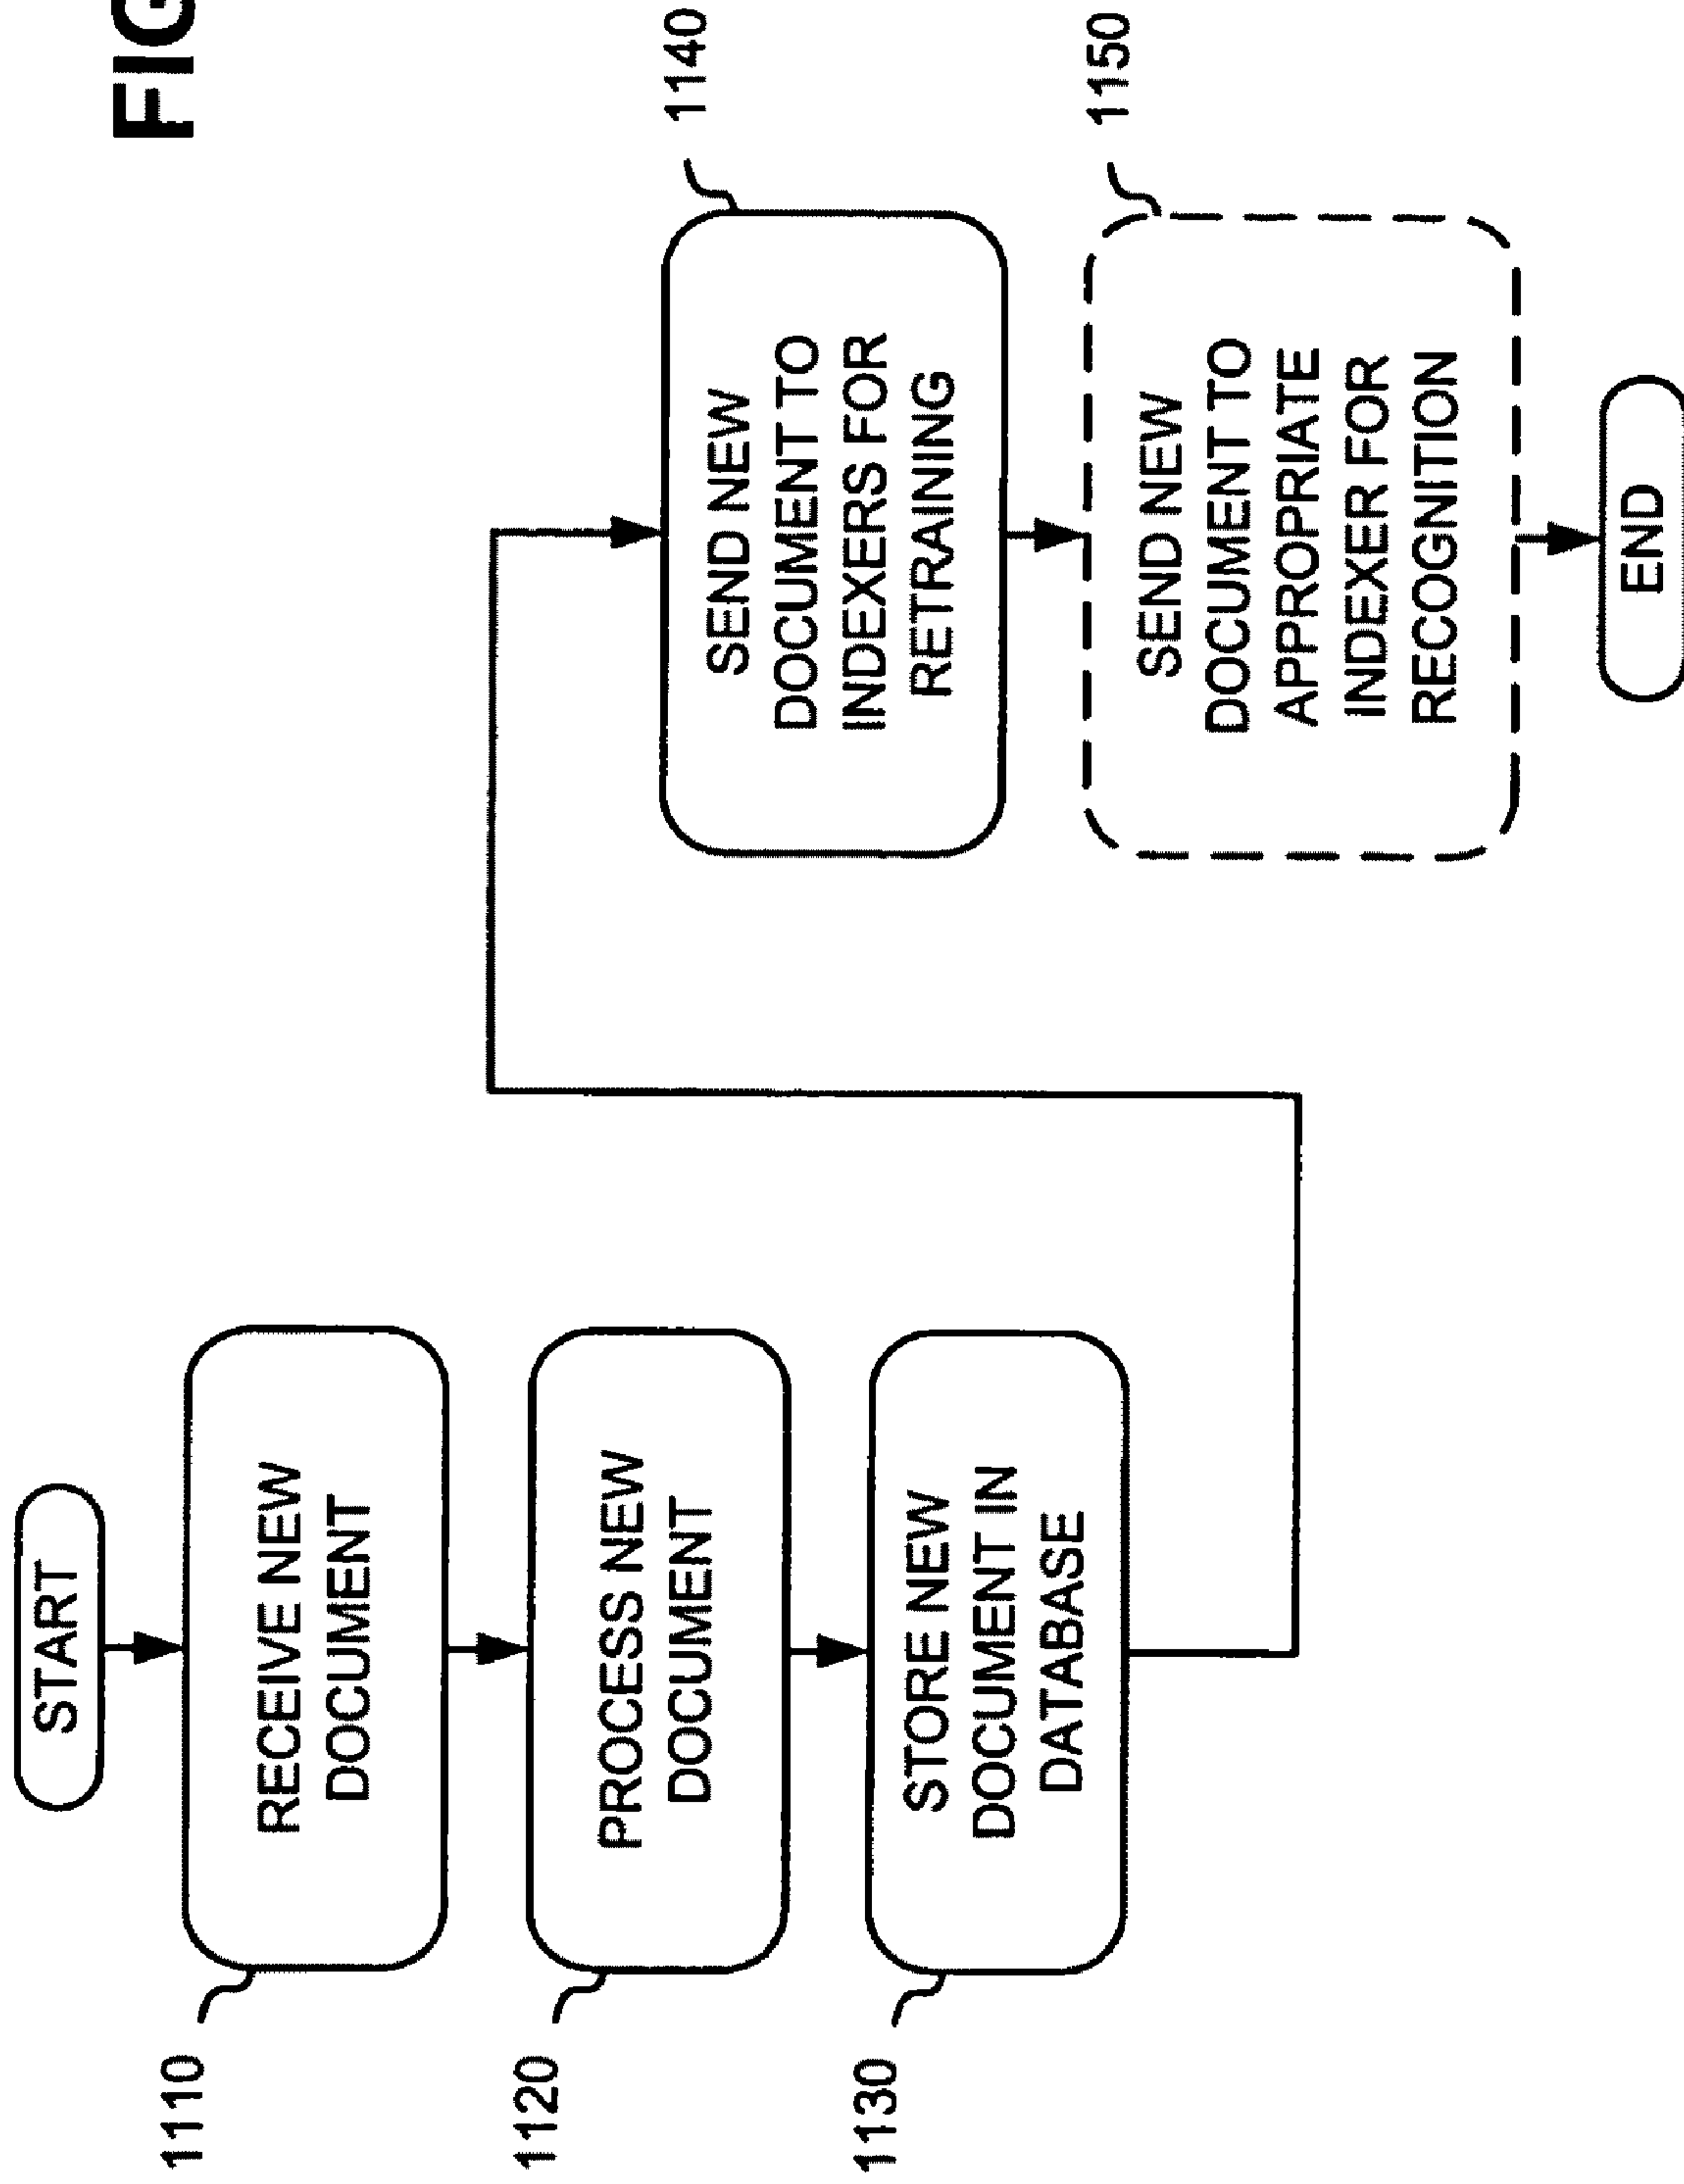 FIG
START
RECEIVE NEW
DOCUMENT
1110
PROCESS NEW
DOCUMENT
1120
STORE NEW
DOCUMENT IN
DATABASE
1130
SEND NEW
DOCUMENT TO
INDEXERS FOR
RETRAINING
1140
SEND NEW
DOCUMENT TO
APPROPRIATE
INDEXER FOR
RECOGNITION
1150
END